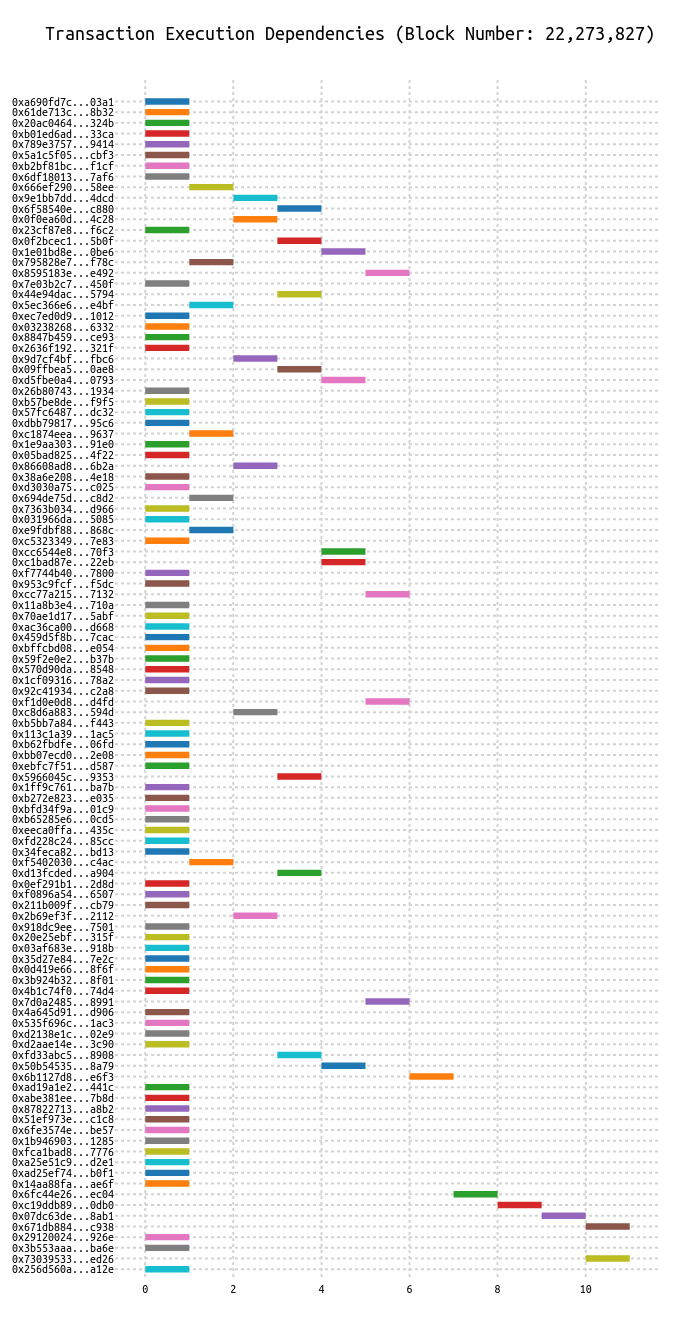 Transaction Execution Dependencies (Block Number: 22,273,827)
0xa690fd7c...03a1
0x61de713c...8b32
0x20ac0464...324b
0xb01ed6ad...33ca
0x789e3757...9414
0x5a1c5f05...cbf3
0xb2bf81bc...f1cf
0x6df18013...7af6
0x666ef290...58ee
0x9e1bb7dd...4dcd
0x6f58540e...c880
0x0f0ea60d...4c28
0x23cf87e8...f6c2
0x0f2bcec1...5b0f
0x1e01bd8e...0be6
0x795828e7...f78c
0x8595183e...e492
0x7e03b2c7...450f
0x44e94dac...5794
0x5ec366e6...e4bf
0xec7ed0d9...1012
0x03238268...6332
0x8847b459...ce93
0x2636f192...321f
0x9d7cf4bf...fbc6
0x09ffbea5...0ae8
0xd5fbe0a4...0793
0x26b80743...1934
0xb57be8de...f9f5
0x57fc6487...dc32
0xdbb79817...95c6
0xc1874eea...9637
0x1e9aa303...91e0
0x05bad825...4f22
0x86608ad8...6b2a
0x38a6e208...4e18
0xd3030a75...c025
0x694de75d...c8d2
0x7363b034...d966
0x031966da...5085
0xe9fdbf88...868c
0xc5323349...7e83
0xcc6544e8...70f3
0xc1bad87e...22eb
0xf7744b40...7800
0x953c9fcf...f5dc
0xcc77a215...7132
0x11a8b3e4...710a
0x70ae1d17...5abf
0xac36ca00...d668
0x459d5f8b...7cac
0xbffcbd08...e054
0x59f2e0e2...b37b
0x570d90da...8548
0x1cf09316...78a2
0x92c41934...c2a8
0xf1d0e0d8...d4fd
0xc8d6a883...594d
0xb5bb7a84...f443
0x113c1a39...1ac5
0xb62fbdfe...06fd
0xbb07ecd0...2e08
0xebfc7f51...d587
0x5966045c...9353
0x1ff9c761...ba7b
0xb272e823...e035
0xbfd34f9a...01c9
0xb65285e6...0cd5
0xeeca0ffa...435c
0xfd228c24...85cc
0x34feca82...bd13
0xf5402030...c4ac
0xd13fcded...a904
0x0ef291b1...2d8d
0xf0896a54...6507
0x211b009f...cb79
0x2b69ef3f...2112
0x918dc9ee...7501
0x20e25ebf...315f
0x03af683e...918b
0x35d27e84...7e2c
0x0d419e66...8f6f
0x3b924b32...8f01
0x4b1c74f0...74d4
0x7d0a2485...8991
0x4a645d91...d906
0x535f696c...1ac3
0xd2138e1c...02e9
0xd2aae14e...3c90
0xfd33abc5...8908
0x50b54535...8a79
0x6b1127d8...e6f3
0xad19a1e2...441c
0xabe381ee...7b8d
0x87822713...a8b2
0x51ef973e...c1c8
0x6fe3574e...be57
0x1b946903...1285
0xfca1bad8...7776
0xa25e51c9...d2e1
0xad25ef74...b0f1
0x14aa88fa...ae6f
0x6fc44e26...ec04
0xc19ddb89...0db0
0x07dc63de...8ab1
0x671db884...c938
0x29120024...926e
0x3b553aaa...ba6e
0x73039533...ed26
0x256d560a...a12e
0 2 4 6 8 10